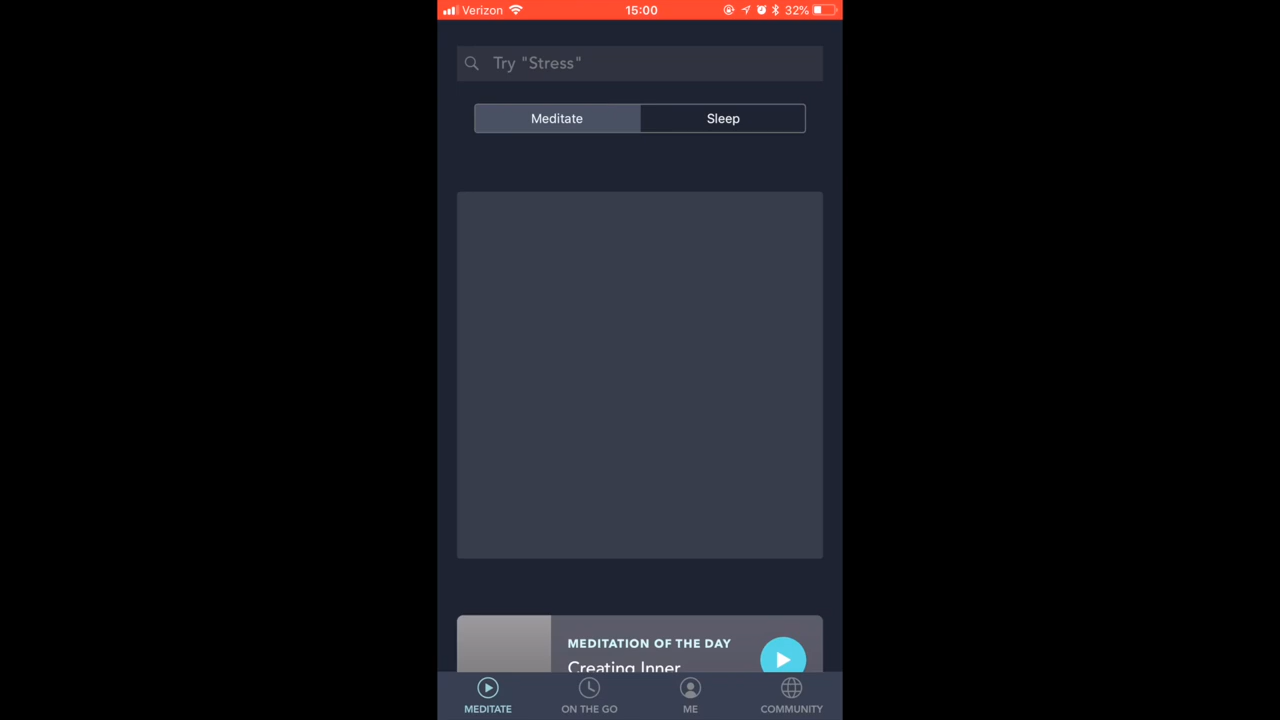 Verizon 15:00 32%
Try "Stress"
Meditate Sleep
MEDITATION OF THE DAY
Creating Inner
MEDITATE ON THE GO ME COMMUNITY